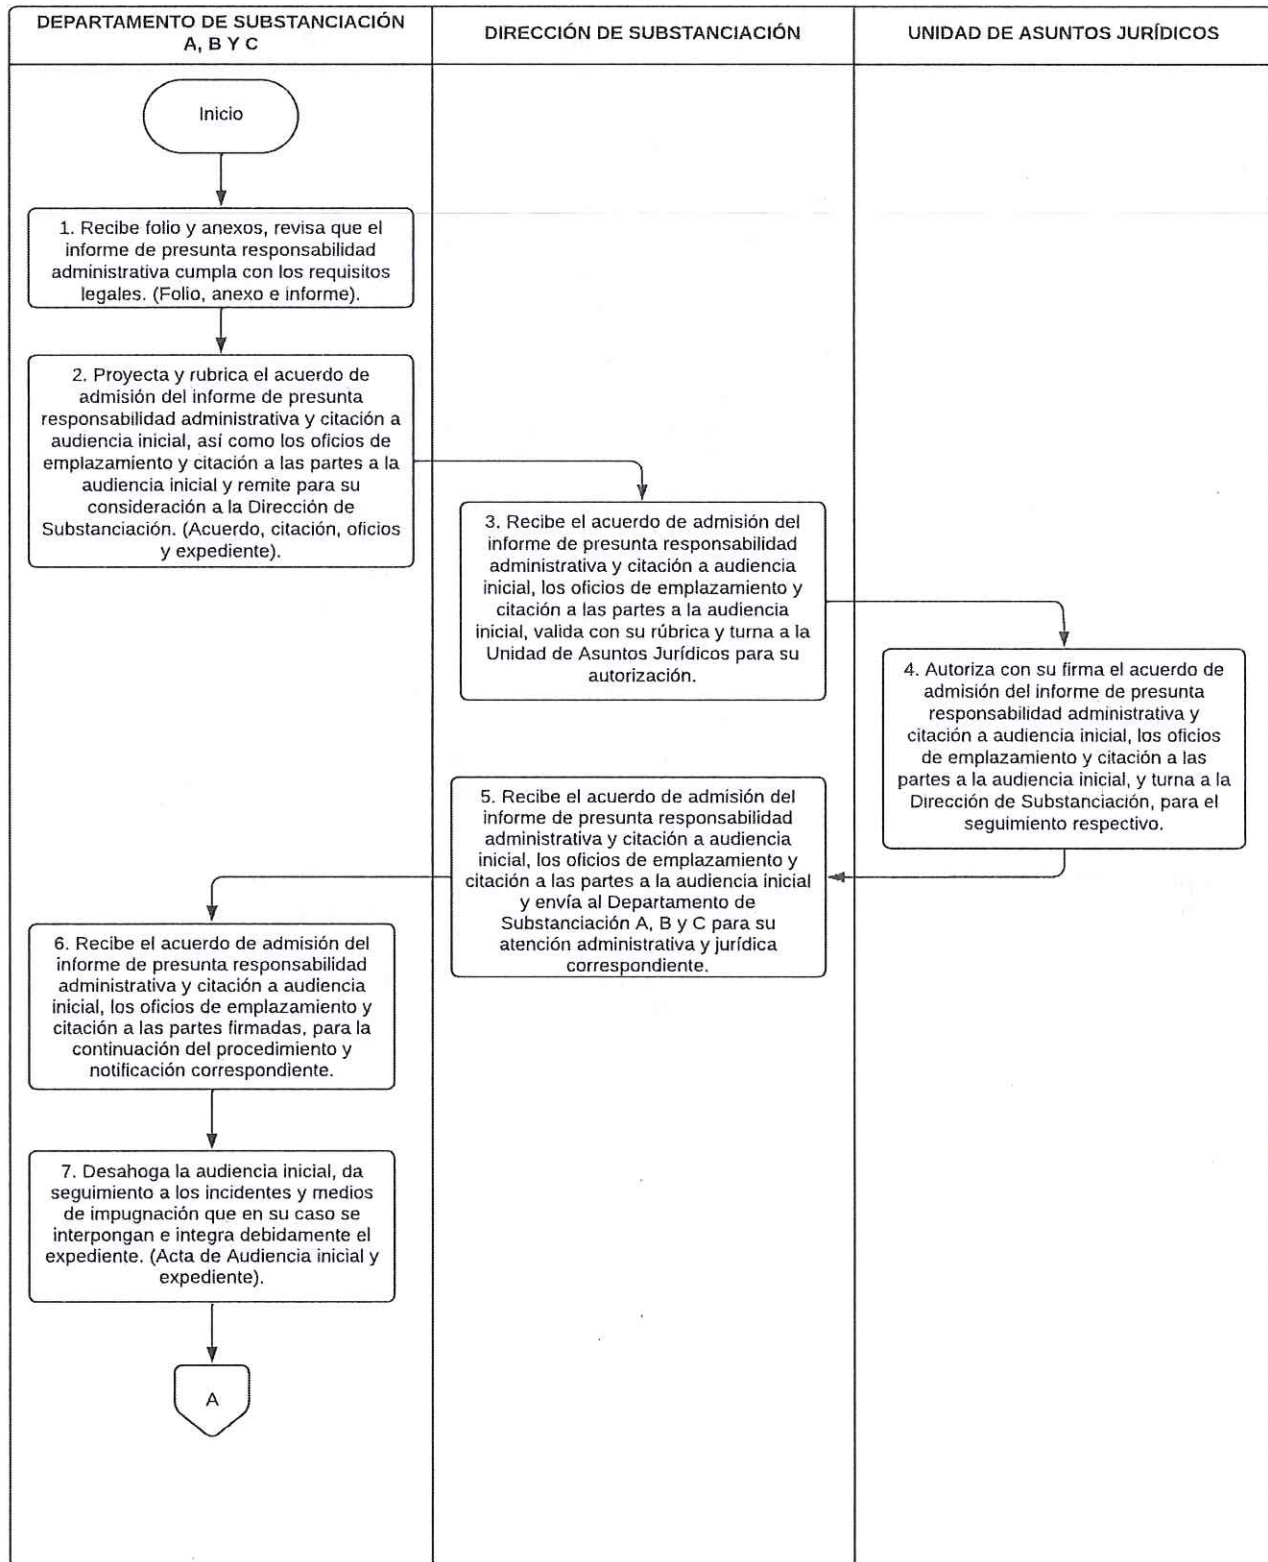 DEPARTAMENTO DE SUBSTANCIACIÓN
A, B Y C
DIRECCIÓN DE SUBSTANCIACIÓN
UNIDAD DE ASUNTOS JURÍDICOS
Inicio
1. Recibe folio y anexos, revisa que el
informe de presunta responsabilidad
administrativa cumpla con los requisitos
legales. (Folio, anexo e informe).
2. Proyecta y rubrica el acuerdo de
admisión del informe de presunta
responsabilidad administrativa y citación a
audiencia inicial, así como los oficios de
emplazamiento y citación a las partes a la
audiencia inicial y remite para su
consideración a la Dirección de
Substanciación. (Acuerdo, citación, oficios
y expediente).
3. Recibe el acuerdo de admisión del
informe de presunta responsabilidad
administrativa y citación a audiencia
inicial, los oficios de emplazamiento y
citación a las partes a la audiencia
inicial, valida con su rúbrica y turna a la
Unidad de Asuntos Jurídicos para su
autorización.
4. Autoriza con su firma el acuerdo de
admisión del informe de presunta
responsabilidad administrativa y
citación a audiencia inicial, los oficios
de emplazamiento y citación a las
partes a la audiencia inicial, y turna a la
Dirección de Substanciación, para el
seguimiento respectivo.
5. Recibe el acuerdo de admisión del
informe de presunta responsabilidad
administrativa y citación a audiencia
inicial, los oficios de emplazamiento y
citación a las partes a la audiencia inicial
y envía al Departamento de
Substanciación A, B y C para su
atención administrativa y jurídica
correspondiente.
6. Recibe el acuerdo de admisión del
informe de presunta responsabilidad
administrativa y citación a audiencia
inicial, los oficios de emplazamiento y
citación a las partes firmadas, para la
continuación del procedimiento y
notificación correspondiente.
7. Desahoga la audiencia inicial, da
seguimiento a los incidentes y medios
de impugnación que en su caso se
interpongan e integra debidamente el
expediente. (Acta de Audiencia inicial y
expediente).
A